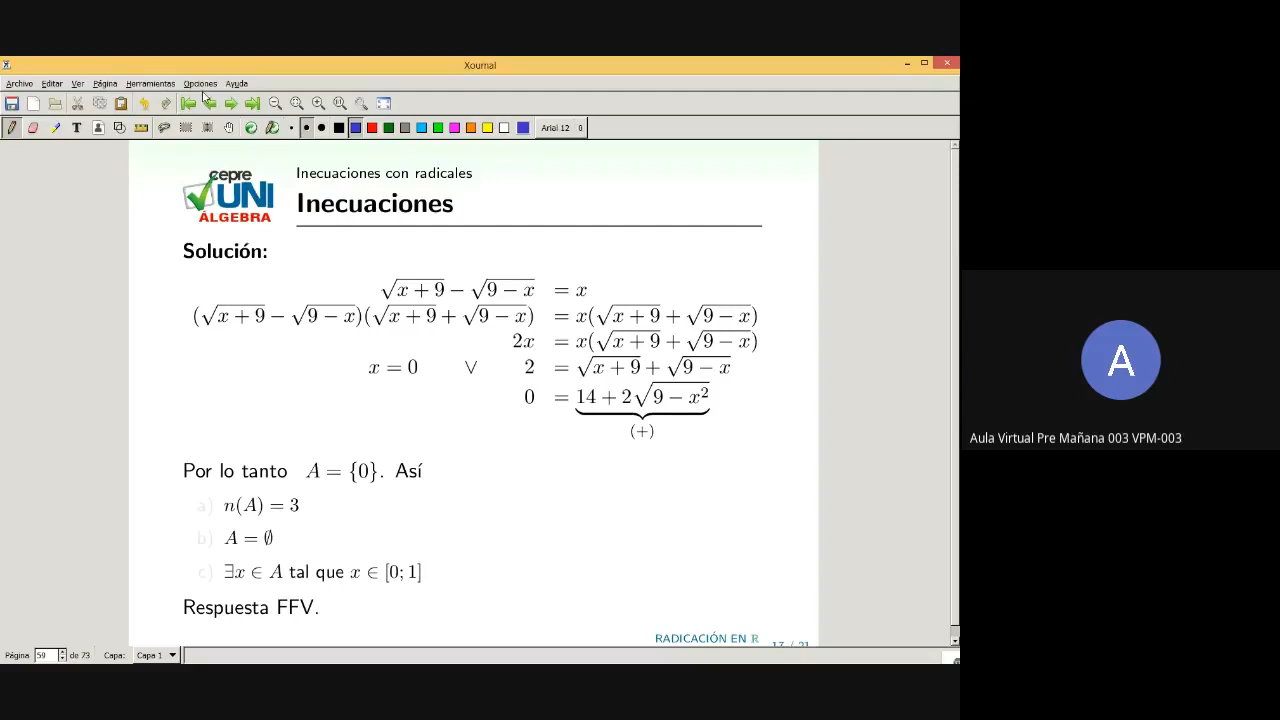 Xournal
Archivo Editar Ver Página Herramientas Opciones Ayuda
Arial 12 0
cepre
UNI
ÁLGEBRA
Inecuaciones con radicales
Inecuaciones
Solución:
√(x + 9) − √(9 − x) = x
(√(x + 9) − √(9 − x))(√(x + 9) + √(9 − x)) = x(√(x + 9) + √(9 − x))
2x = x(√(x + 9) + √(9 − x))
x = 0 ∨ 2 = √(x + 9) + √(9 − x)
0 = 14 + 2√(9 − x²)
(+)
Por lo tanto A = {0}. Así
a) n(A) = 3
b) A = ∅
c) ∃x ∈ A tal que x ∈ [0; 1]
Respuesta FFV.
RADICACIÓN EN ℝ 17 / 21
Página 59 de 73 Capa: Capa 1
A
Aula Virtual Pre Mañana 003 VPM-003